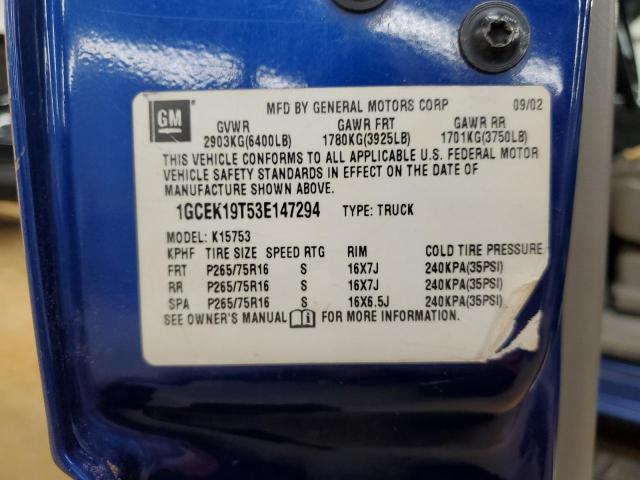 GM
MFD BY GENERAL MOTORS CORP 09/02
GVWR GAWR FRT GAWR RR
2903KG(6400LB) 1780KG(3925LB) 1701KG(3750LB)
THIS VEHICLE CONFORMS TO ALL APPLICABLE U.S. FEDERAL MOTOR
VEHICLE SAFETY STANDARDS IN EFFECT ON THE DATE OF
MANUFACTURE SHOWN ABOVE.
1GCEK19T53E147294 TYPE: TRUCK
MODEL: K15753
KPHF TIRE SIZE SPEED RTG RIM COLD TIRE PRESSURE
FRT P265/75R16 S 16X7J 240KPA(35PSI)
RR P265/75R16 S 16X7J 240KPA(35PSI)
SPA P265/75R16 S 16X6.5J 240KPA(35PSI)
SEE OWNER'S MANUAL i FOR MORE INFORMATION.